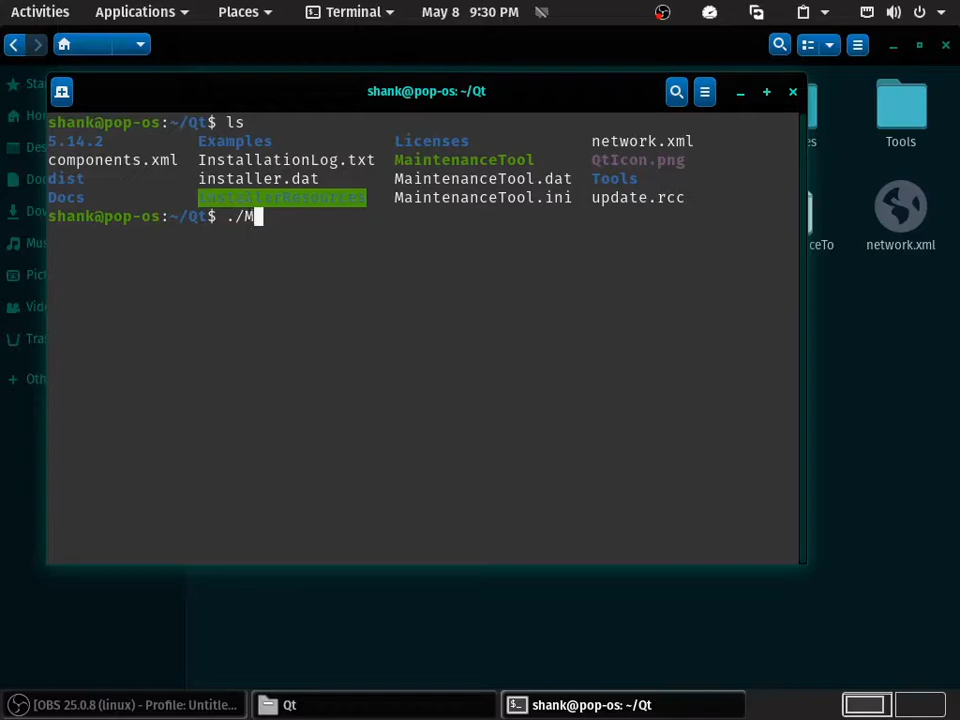 Activities Applications Places Terminal May 8 9:30 PM
shank@pop-os: ~/Qt
shank@pop-os:~/Qt$ ls
5.14.2 Examples Licenses network.xml
components.xml InstallationLog.txt MaintenanceTool QtIcon.png
dist installer.dat MaintenanceTool.dat Tools
Docs installerResources MaintenanceTool.ini update.rcc
shank@pop-os:~/Qt$ ./M
Tools
network.xml
[OBS 25.0.8 (linux) - Profile: Untitle... Qt shank@pop-os: ~/Qt